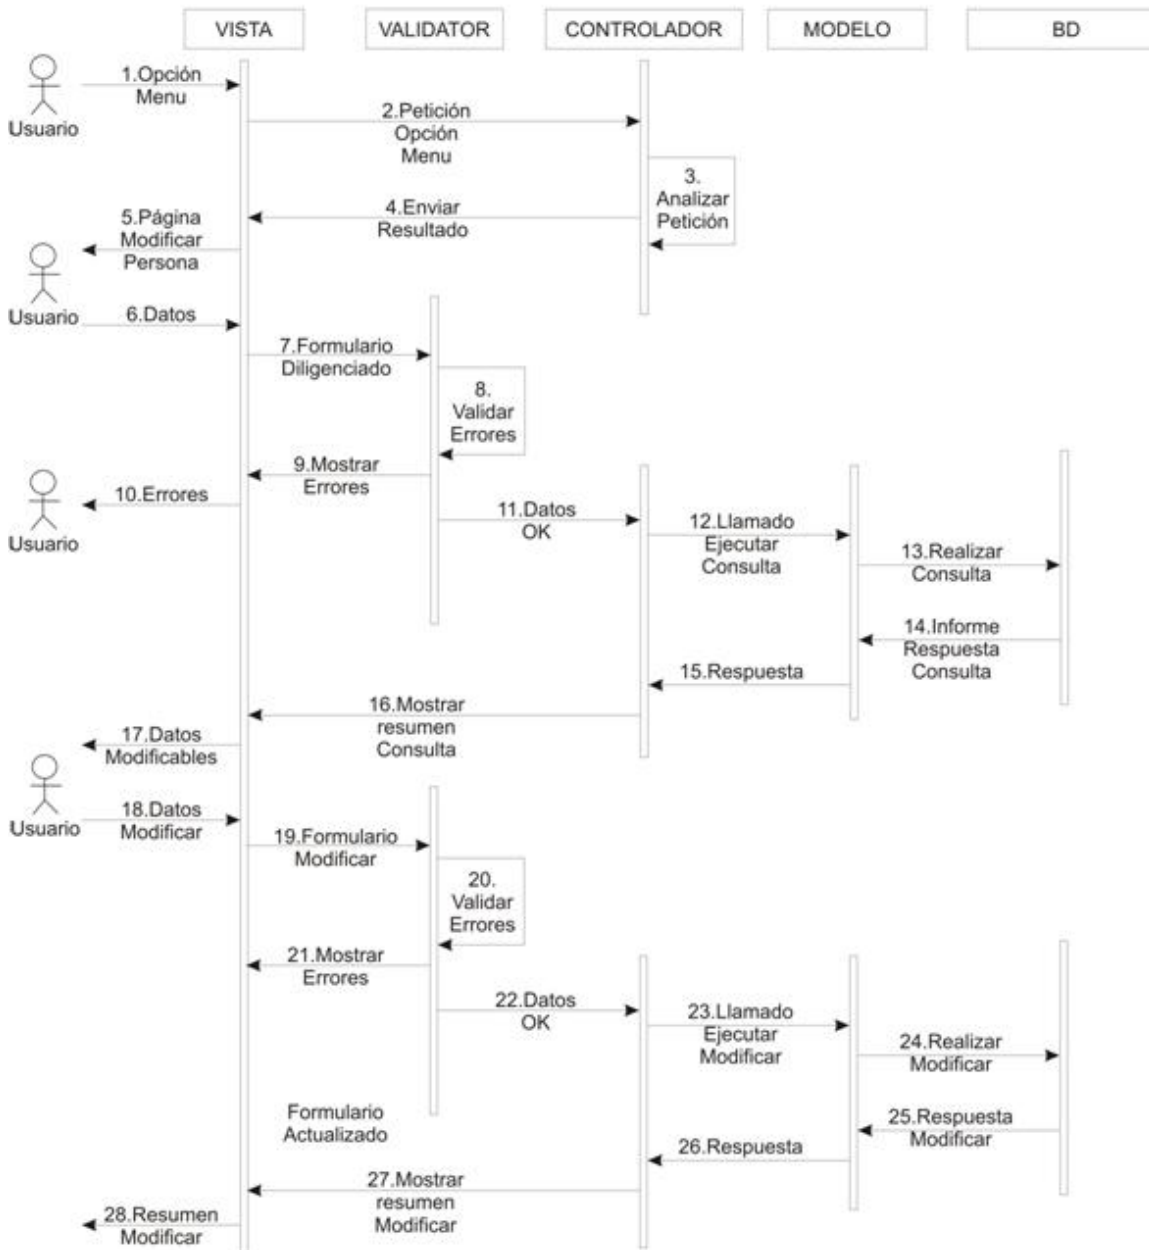 VISTA
VALIDATOR
CONTROLADOR
MODELO
BD
1.Opción
Menu
Usuario
2.Petición
Opción
Menu
3.
Analizar
Petición
4.Enviar
Resultado
5.Página
Modificar
Persona
Usuario
6.Datos
7.Formulario
Diligenciado
8.
Validar
Errores
9.Mostrar
Errores
10.Errores
Usuario
11.Datos
OK
12.Llamado
Ejecutar
Consulta
13.Realizar
Consulta
14.Informe
Respuesta
Consulta
15.Respuesta
16.Mostrar
resumen
Consulta
17.Datos
Modificables
Usuario
18.Datos
Modificar
19.Formulario
Modificar
20.
Validar
Errores
21.Mostrar
Errores
22.Datos
OK
23.Llamado
Ejecutar
Modificar
24.Realizar
Modificar
Formulario
Actualizado
25.Respuesta
Modificar
26.Respuesta
27.Mostrar
resumen
Modificar
28.Resumen
Modificar